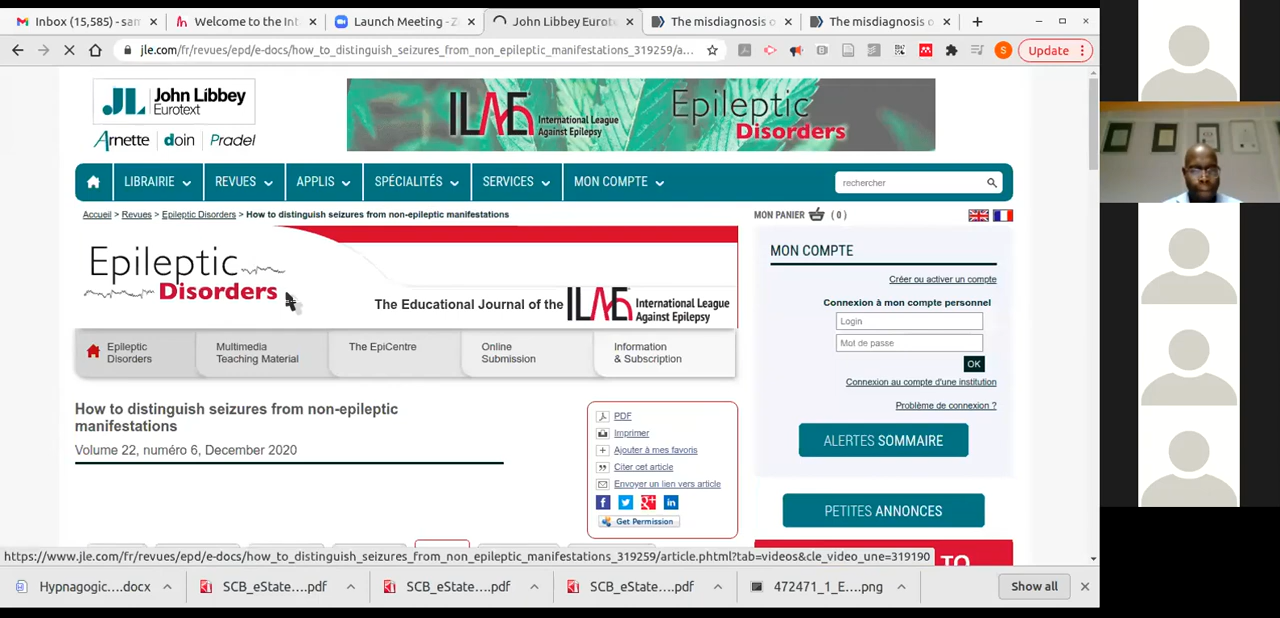 Inbox (15,585) - sam
Welcome to the Int
Launch Meeting - Z
John Libbey Eurot
The misdiagnosis o
The misdiagnosis o
jle.com/fr/revues/epd/e-docs/how_to_distinguish_seizures_from_non_epileptic_manifestations_319259/a...
S
Update
JL John Libbey
Eurotext
Arnette doin Pradel
ILAE International League
Against Epilepsy
Epileptic
Disorders
LIBRAIRIE
REVUES
APPLIS
SPÉCIALITÉS
SERVICES
MON COMPTE
rechercher
Accueil > Revues > Epileptic Disorders > How to distinguish seizures from non-epileptic manifestations
MON PANIER ( 0 )
Epileptic
Disorders
The Educational Journal of the ILAE International League
Against Epilepsy
Epileptic
Disorders
Multimedia
Teaching Material
The EpiCentre
Online
Submission
Information
& Subscription
How to distinguish seizures from non-epileptic
manifestations
Volume 22, numéro 6, December 2020
PDF
Imprimer
Ajouter à mes favoris
Citer cet article
Envoyer un lien vers article
Get Permission
MON COMPTE
Créer ou activer un compte
Connexion à mon compte personnel
Login
Mot de passe
OK
Connexion au compte d'une institution
Problème de connexion ?
ALERTES SOMMAIRE
PETITES ANNONCES
TO
https://www.jle.com/fr/revues/epd/e-docs/how_to_distinguish_seizures_from_non_epileptic_manifestations_319259/article.phtml?tab=videos&cle_video_une=319190
Hypnagogic....docx
SCB_eState....pdf
SCB_eState....pdf
SCB_eState....pdf
472471_1_E....png
Show all